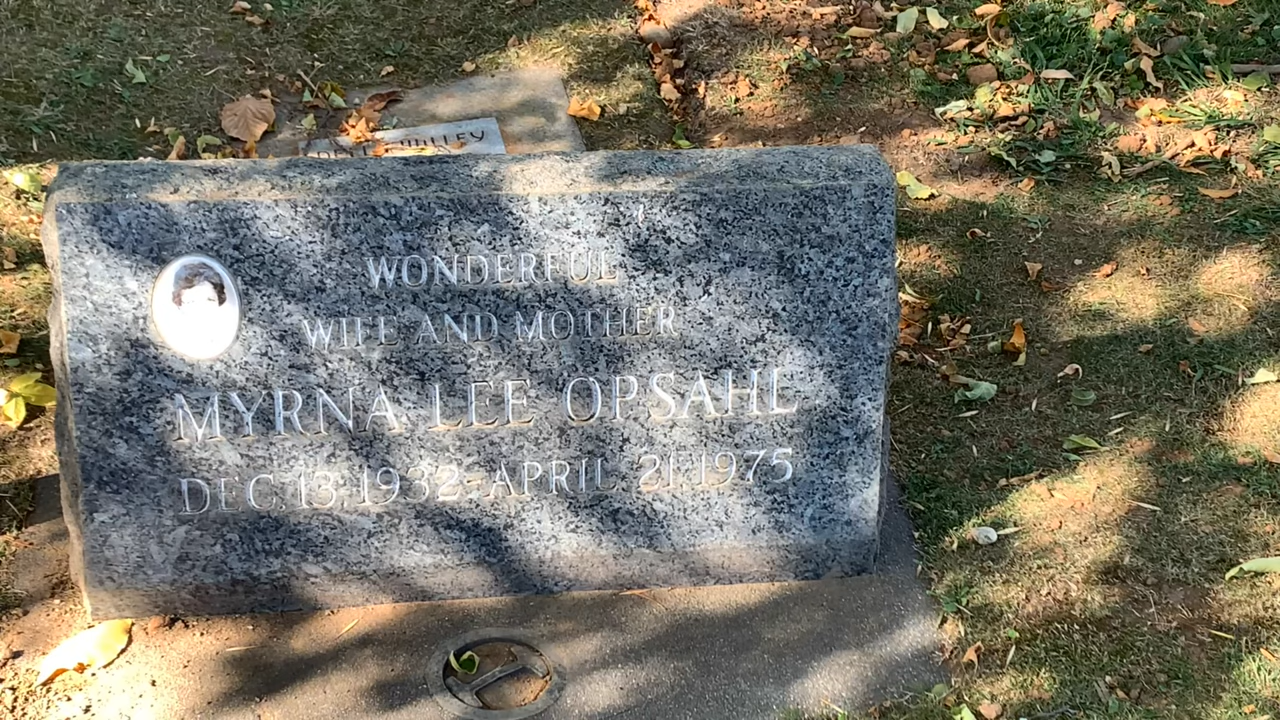 WONDERFUL
WIFE AND MOTHER
MYRNA LEE OPSAHL
DEC. 13, 1932 - APRIL 21, 1975